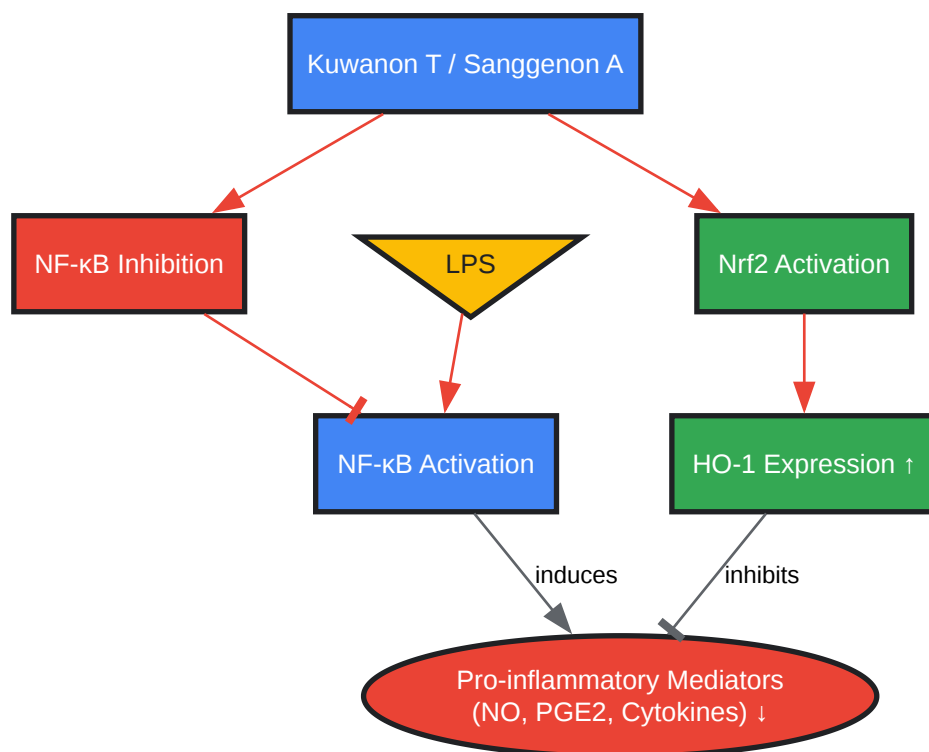 Kuwanon T / Sanggenon A
NF-κB Inhibition
LPS
Nrf2 Activation
NF-κB Activation
HO-1 Expression ↑
induces
inhibits
Pro-inflammatory Mediators
(NO, PGE2, Cytokines) ↓